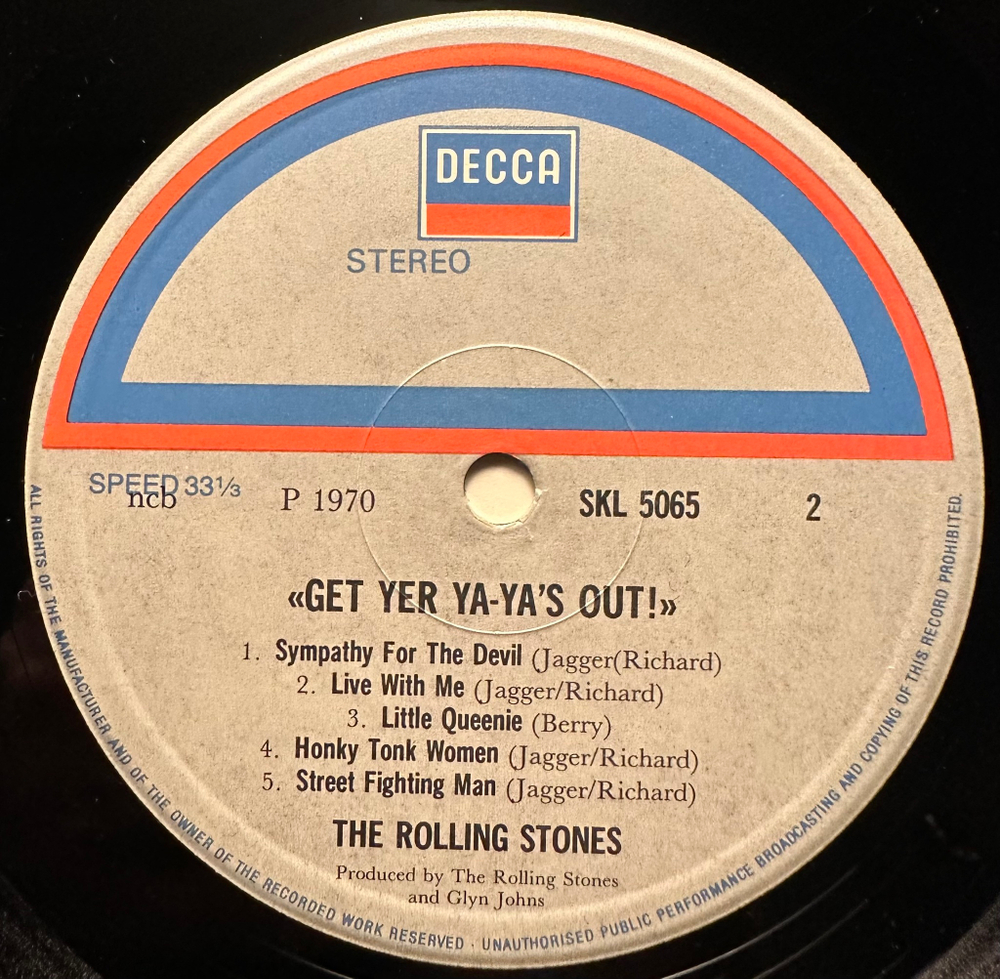 DECCA
STEREO
SPEED 33⅓
ncb
P 1970
SKL 5065
2
«GET YER YA-YA'S OUT!»
1. Sympathy For The Devil (Jagger(Richard)
2. Live With Me (Jagger/Richard)
3. Little Queenie (Berry)
4. Honky Tonk Women (Jagger/Richard)
5. Street Fighting Man (Jagger/Richard)
THE ROLLING STONES
Produced by The Rolling Stones
and Glyn Johns
ALL RIGHTS OF THE MANUFACTURER AND OF THE OWNER OF THE RECORDED WORK RESERVED · UNAUTHORISED PUBLIC PERFORMANCE BROADCASTING AND COPYING OF THIS RECORD PROHIBITED.